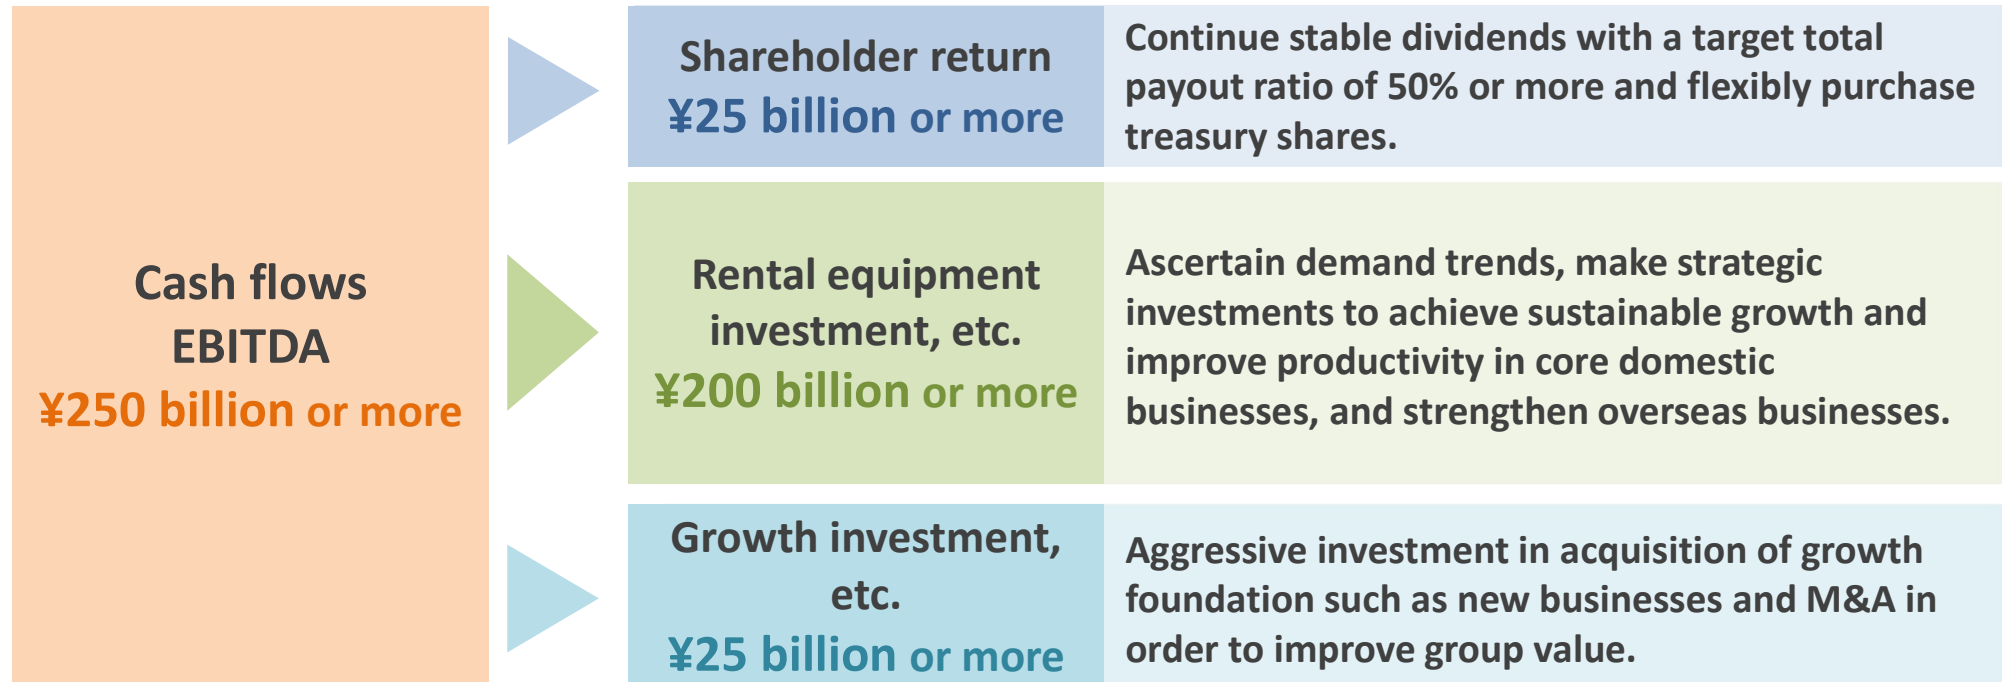 Cash flows
EBITDA
¥250 billion or more
Shareholder return
¥25 billion or more
Continue stable dividends with a target total
payout ratio of 50% or more and flexibly purchase
treasury shares.
Rental equipment
investment, etc.
¥200 billion or more
Ascertain demand trends, make strategic
investments to achieve sustainable growth and
improve productivity in core domestic
businesses, and strengthen overseas businesses.
Growth investment,
etc.
¥25 billion or more
Aggressive investment in acquisition of growth
foundation such as new businesses and M&A in
order to improve group value.